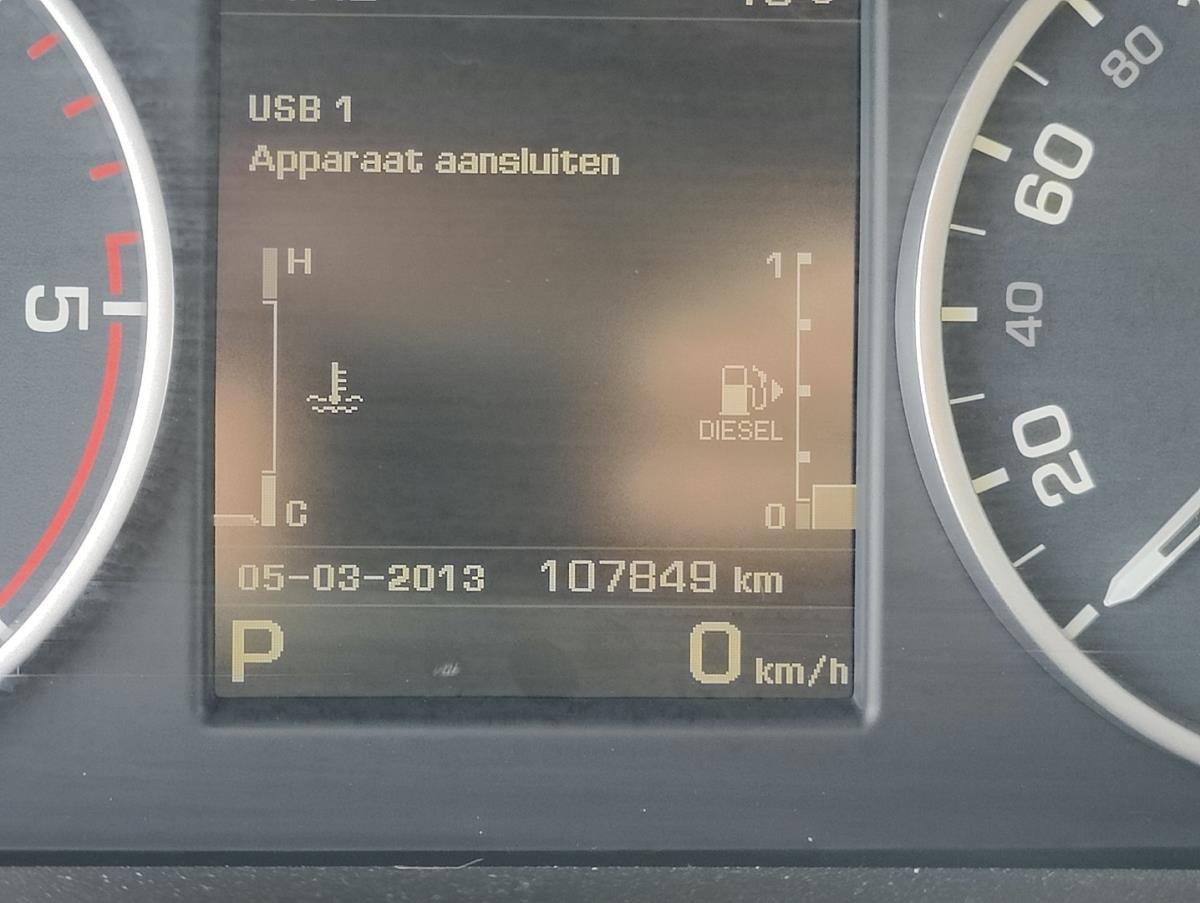 USB 1
Apparaat aansluiten
H
1
C
DIESEL
0
05-03-2013 107849 km
P 0 km/h
5
80
60
40
20